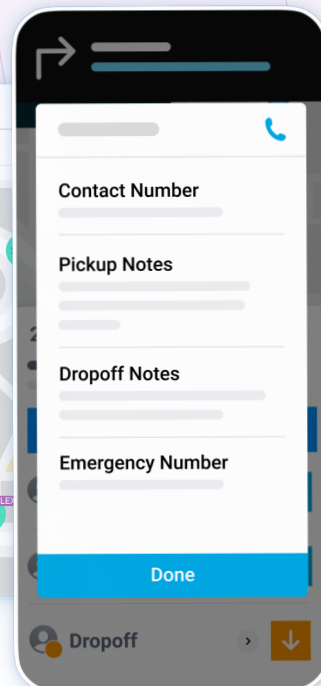 Contact Number
Pickup Notes
Dropoff Notes
Emergency Number
Done
Dropoff